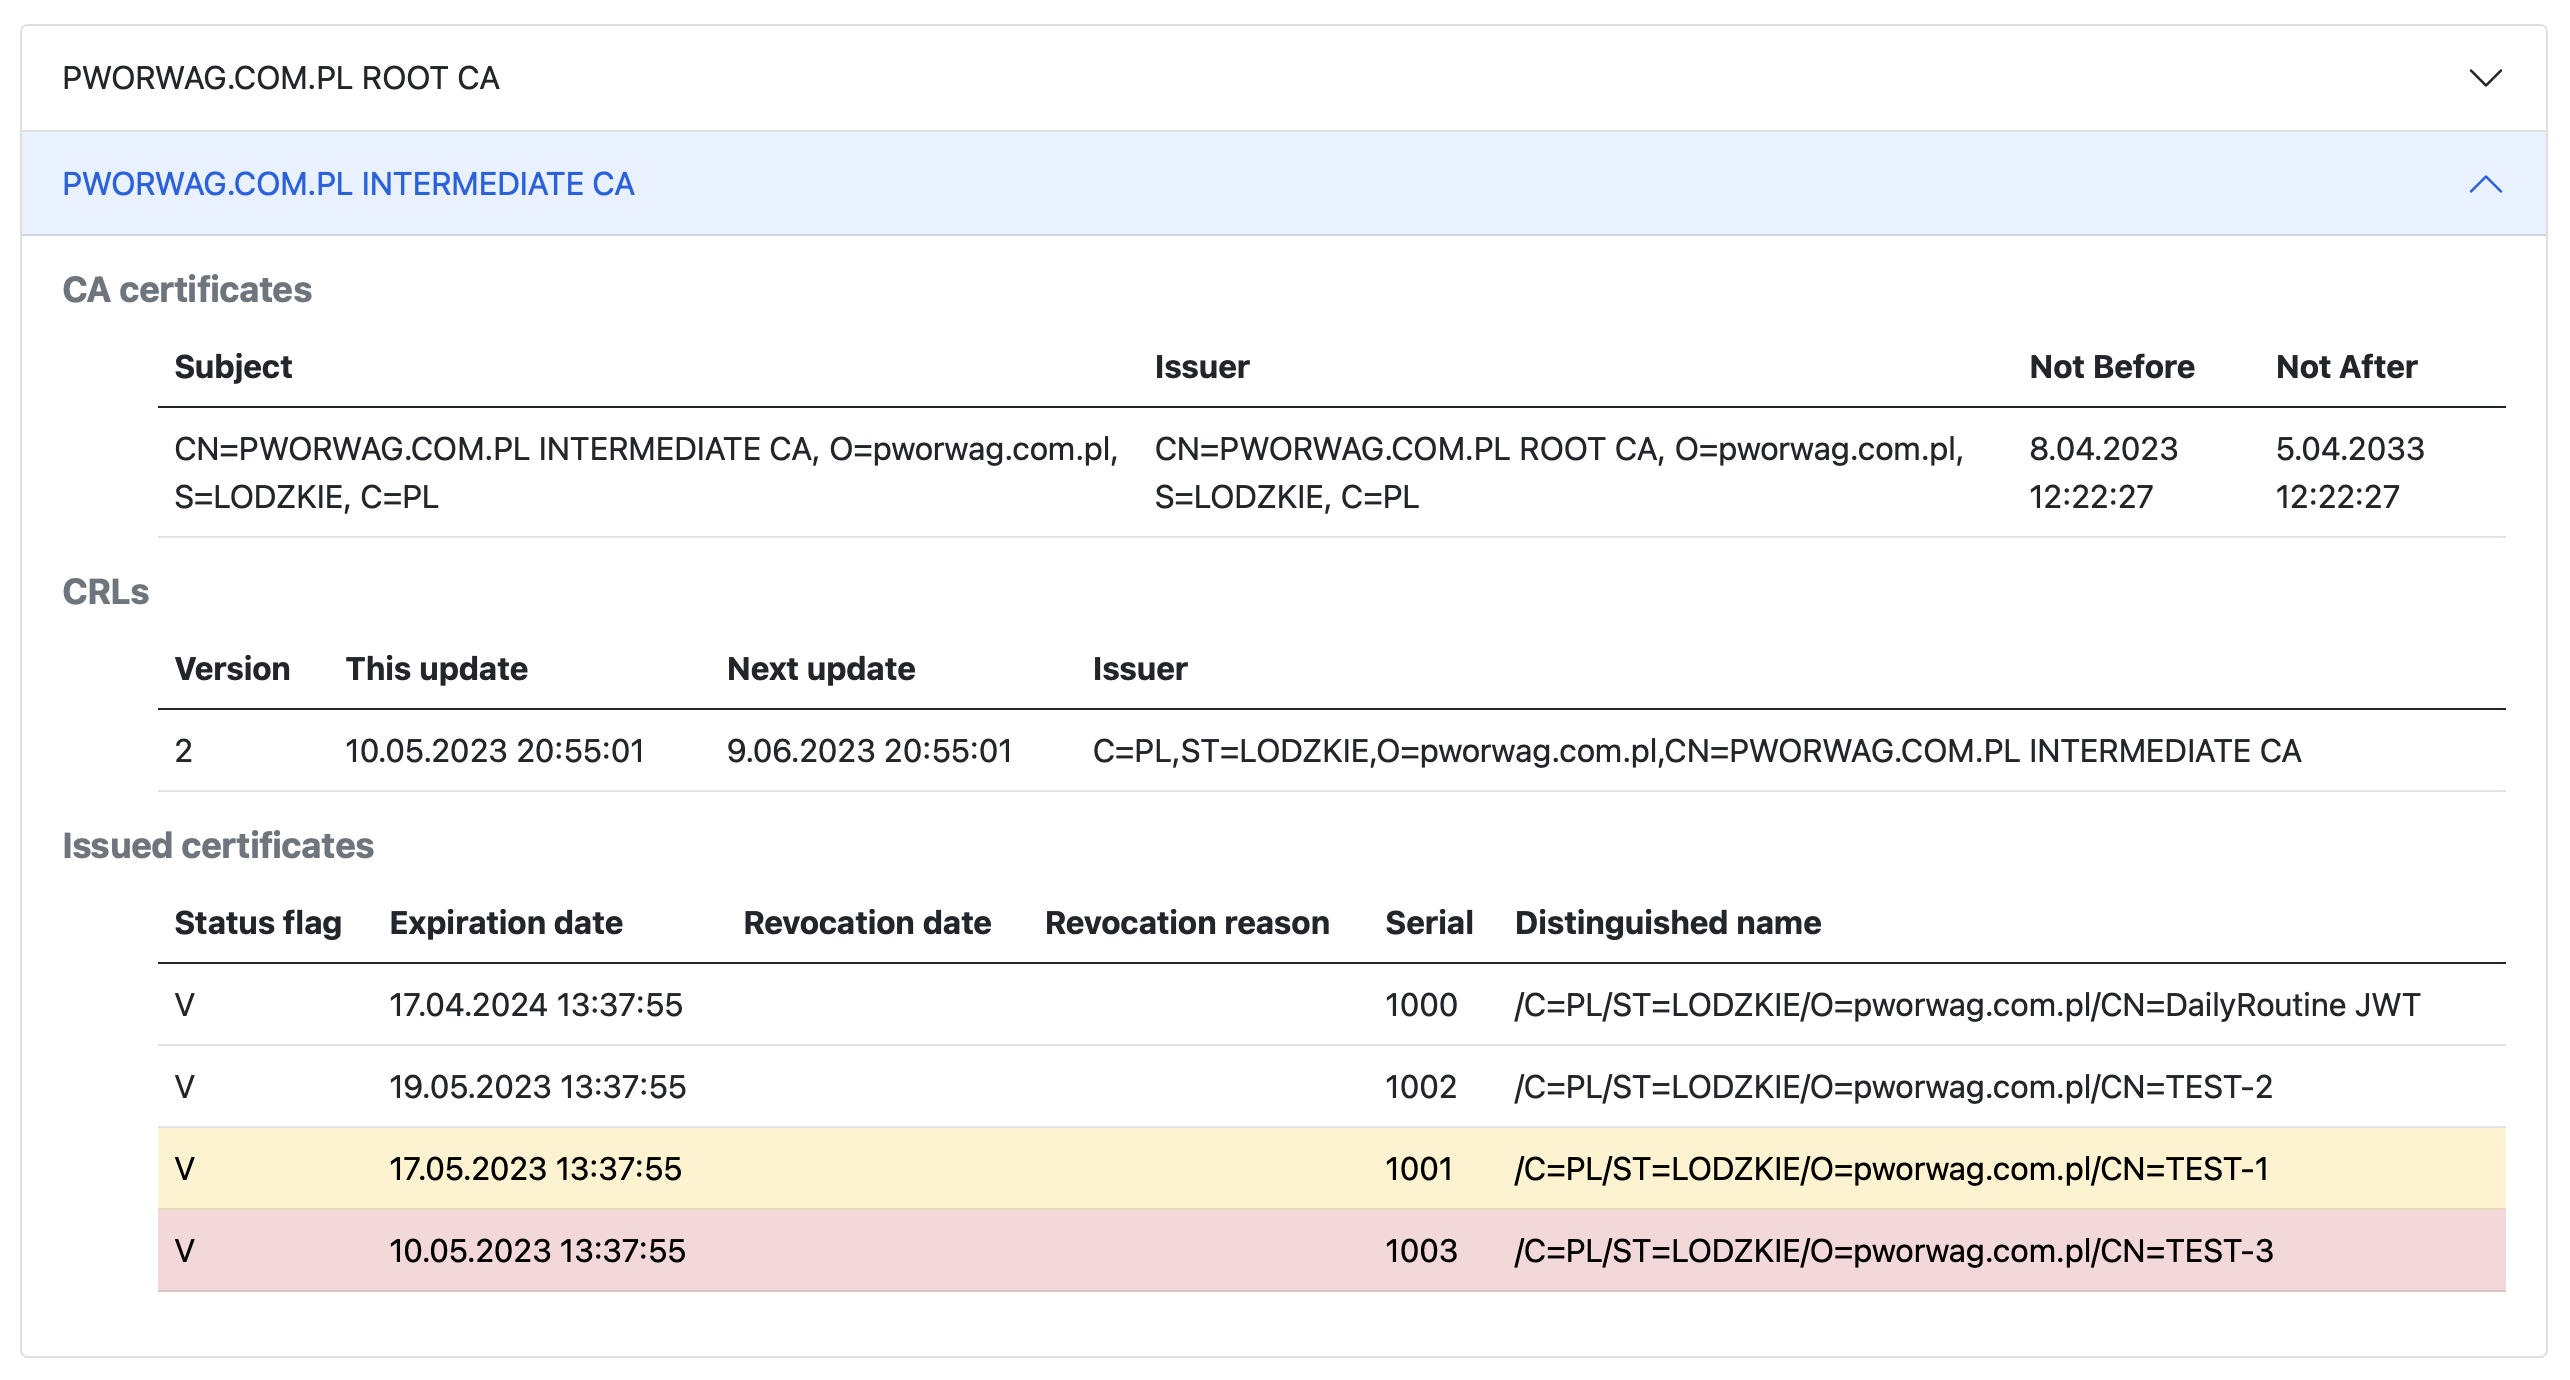 PWORWAG.COM.PL ROOT CA
PWORWAG.COM.PL INTERMEDIATE CA
CA certificates
Subject Issuer Not Before Not After
CN=PWORWAG.COM.PL INTERMEDIATE CA, O=pworwag.com.pl, CN=PWORWAG.COM.PL ROOT CA, O=pworwag.com.pl, 8.04.2023 5.04.2033
S=LODZKIE, C=PL S=LODZKIE, C=PL 12:22:27 12:22:27
CRLs
Version This update Next update Issuer
2 10.05.2023 20:55:01 9.06.2023 20:55:01 C=PL,ST=LODZKIE,O=pworwag.com.pl,CN=PWORWAG.COM.PL INTERMEDIATE CA
Issued certificates
Status flag Expiration date Revocation date Revocation reason Serial Distinguished name
V 17.04.2024 13:37:55 1000 /C=PL/ST=LODZKIE/O=pworwag.com.pl/CN=DailyRoutine JWT
V 19.05.2023 13:37:55 1002 /C=PL/ST=LODZKIE/O=pworwag.com.pl/CN=TEST-2
V 17.05.2023 13:37:55 1001 /C=PL/ST=LODZKIE/O=pworwag.com.pl/CN=TEST-1
V 10.05.2023 13:37:55 1003 /C=PL/ST=LODZKIE/O=pworwag.com.pl/CN=TEST-3